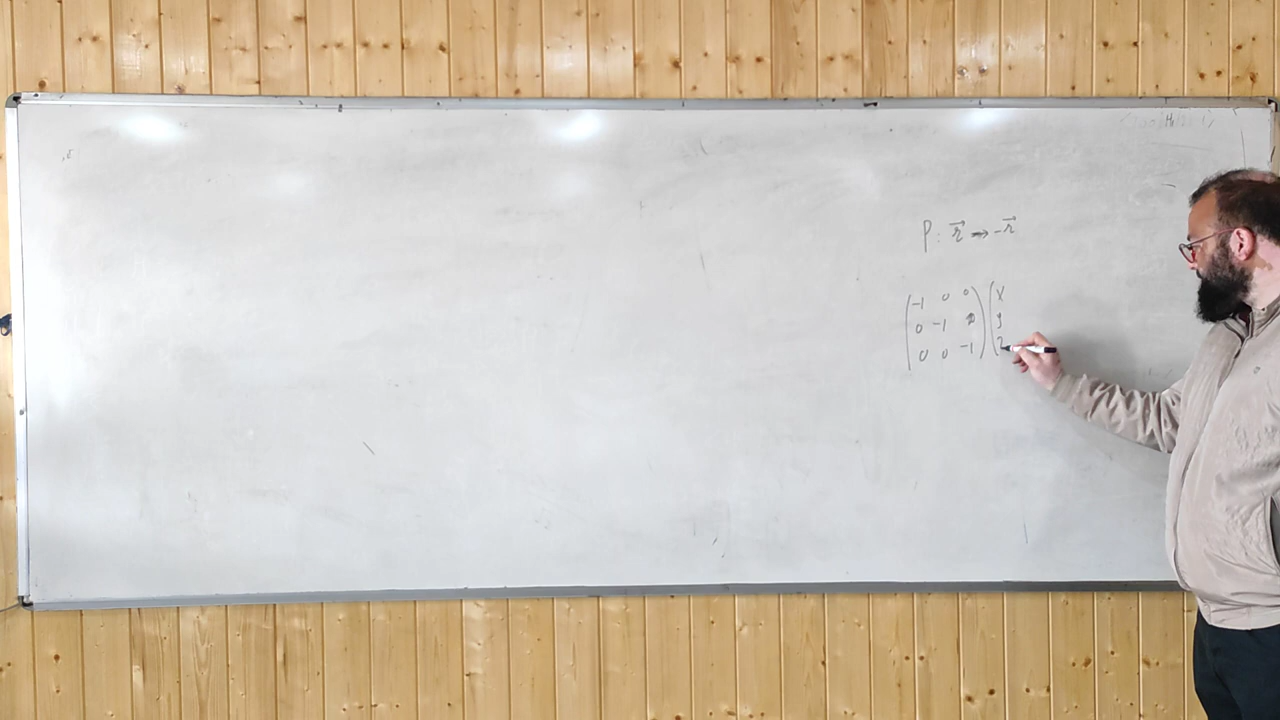 P: r⃗ → -r⃗
(-1 0 0) (x
(0 -1 0) (y
(0 0 -1) (z